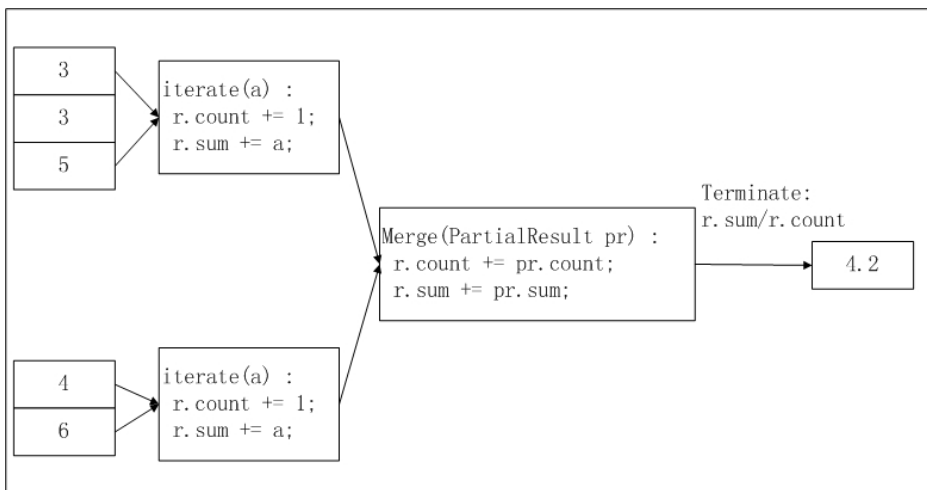 3
3
5
iterate(a) :
r.count += 1;
r.sum += a;
Merge(PartialResult pr) :
r.count += pr.count;
r.sum += pr.sum;
Terminate:
r.sum/r.count
4.2
4
6
iterate(a) :
r.count += 1;
r.sum += a;